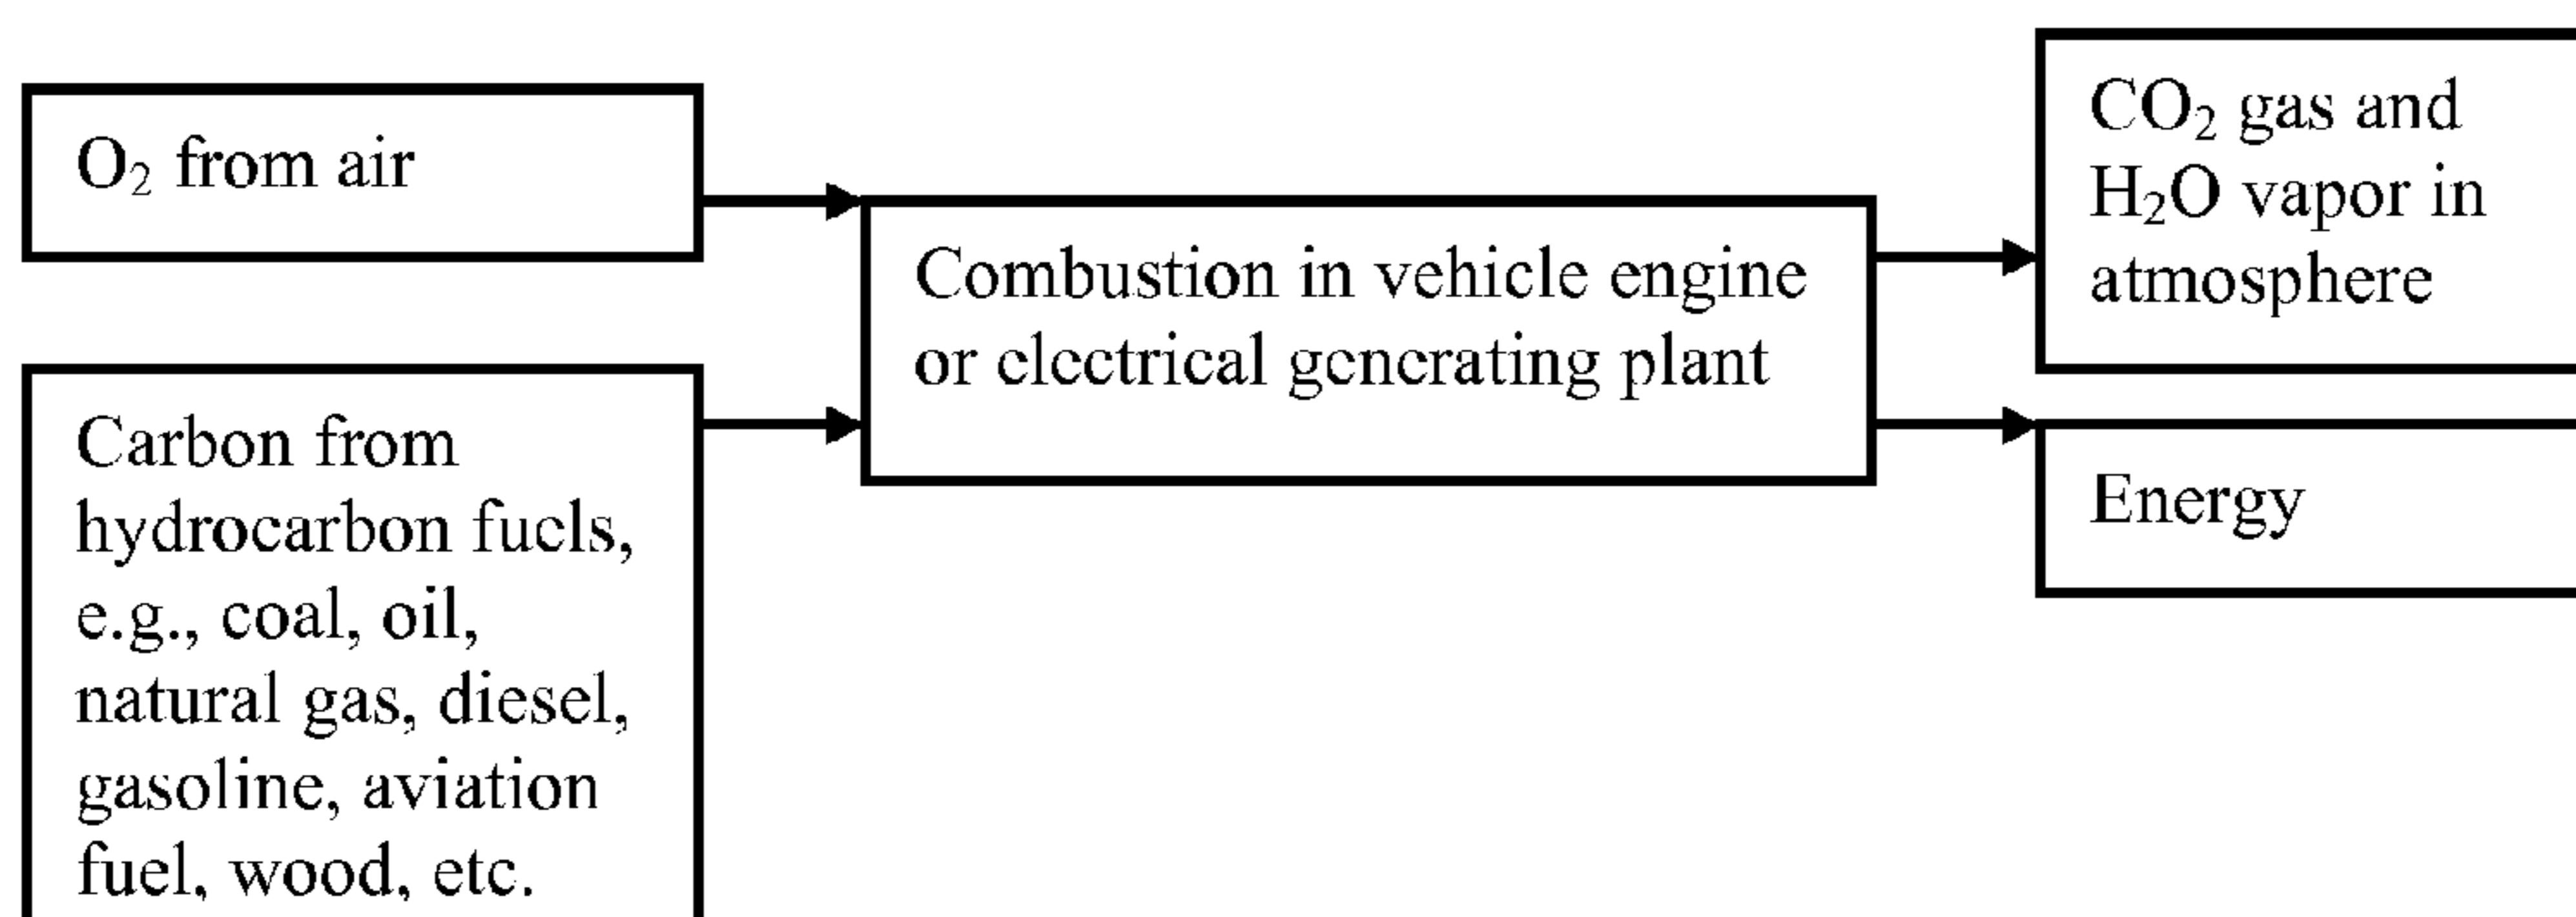 O₂ from air
Carbon from
hydrocarbon fuels,
e.g., coal, oil,
natural gas, diesel,
gasoline, aviation
fuel, wood, etc.
Combustion in vehicle engine
or electrical generating plant
CO₂ gas and
H₂O vapor in
atmosphere
Energy